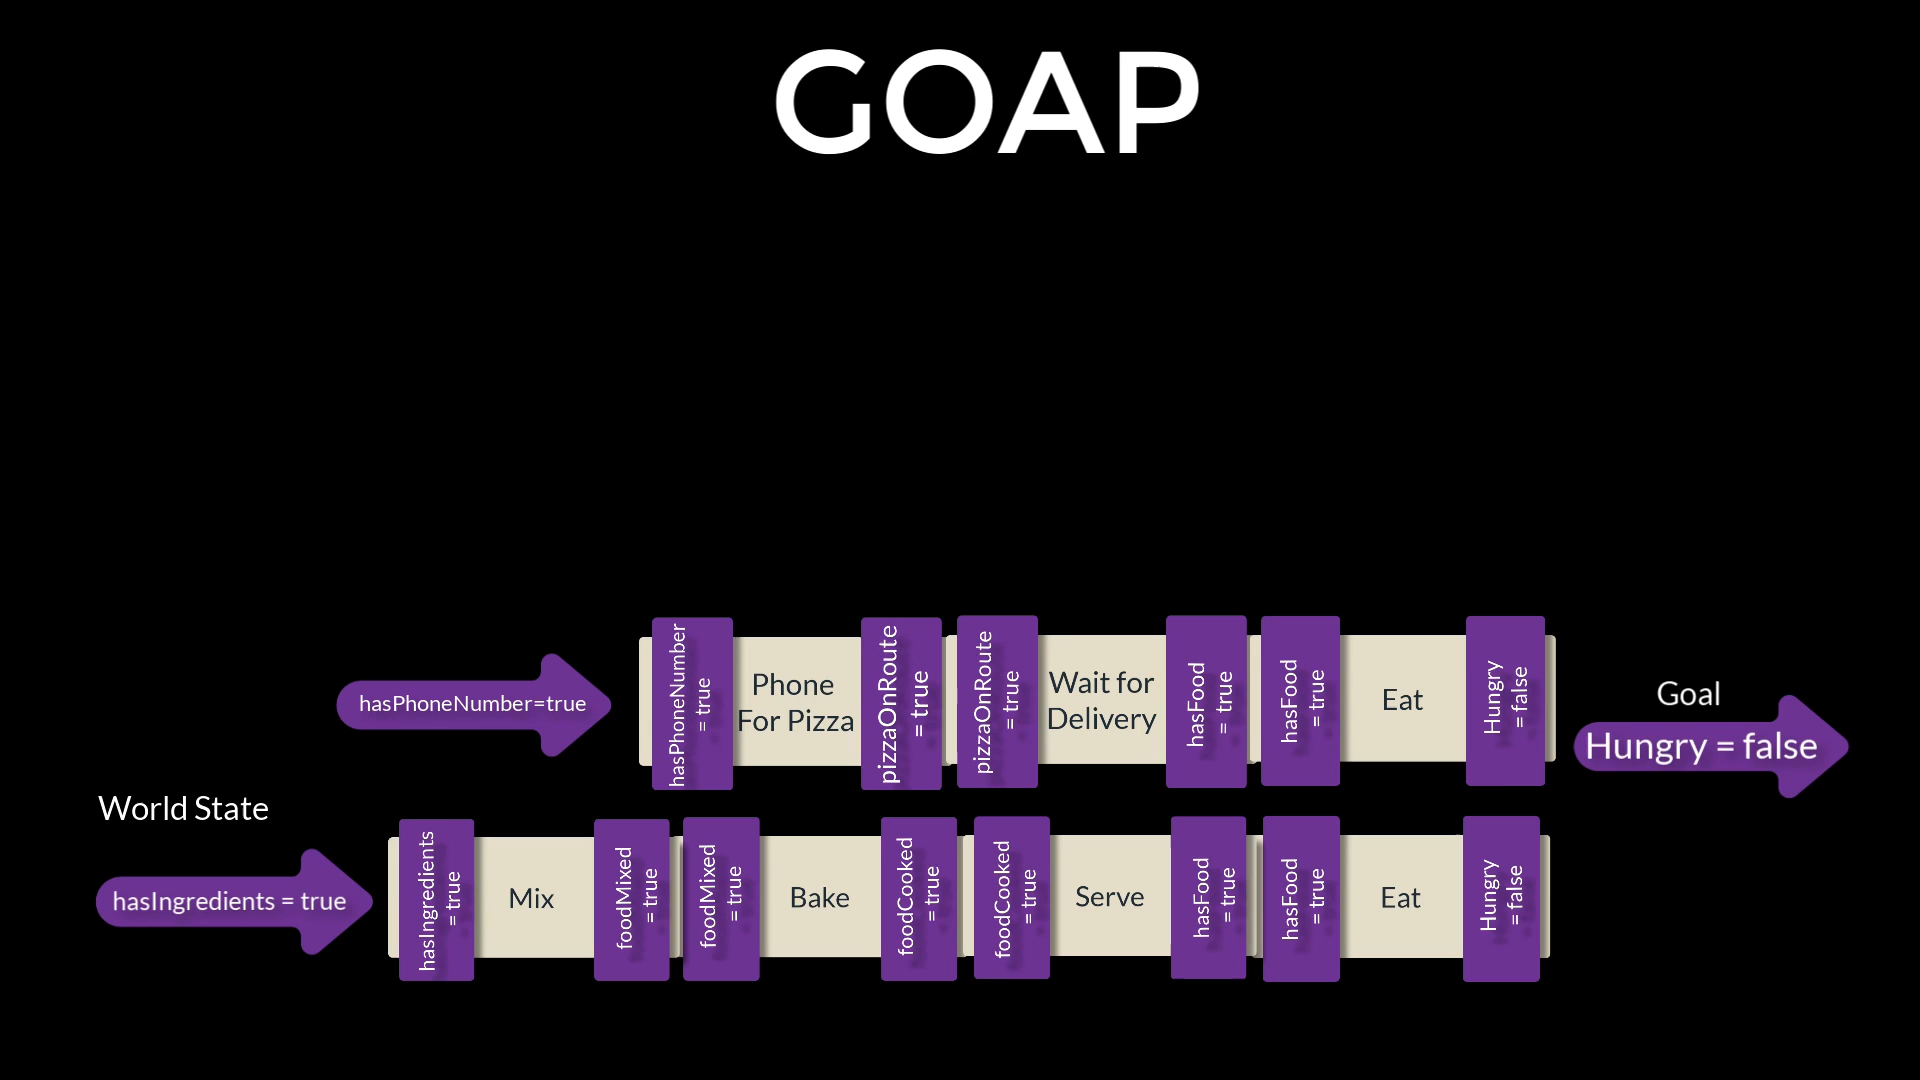 GOAP
hasPhoneNumber=true
hasPhoneNumber
= true
Phone
For Pizza
pizzaOnRoute
= true
pizzaOnRoute
= true
Wait for
Delivery
hasFood
= true
hasFood
= true
Eat
Hungry
= false
Goal
Hungry = false
World State
hasIngredients = true
hasIngredients
= true
Mix
foodMixed
= true
foodMixed
= true
Bake
foodCooked
= true
foodCooked
= true
Serve
hasFood
= true
hasFood
= true
Eat
Hungry
= false